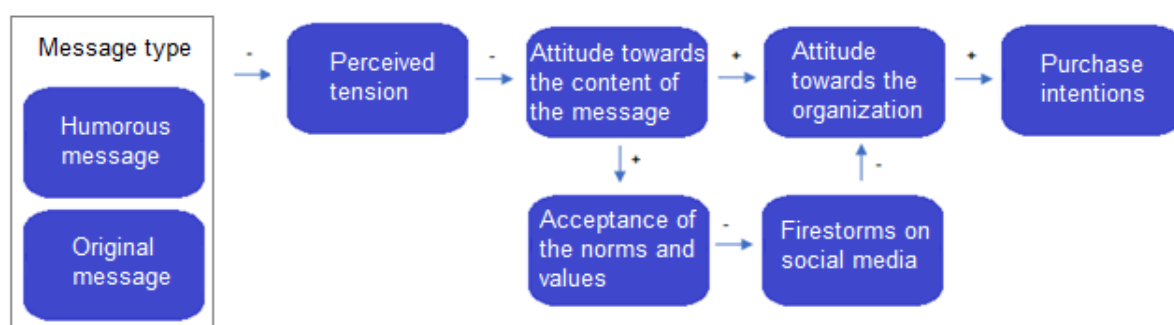 Message type
Humorous
message
Original
message
-
Perceived
tension
-
Attitude towards
the content of
the message
+
Attitude
towards the
organization
+
Purchase
intentions
+
Acceptance of
the norms and
values
-
Firestorms on
social media
-